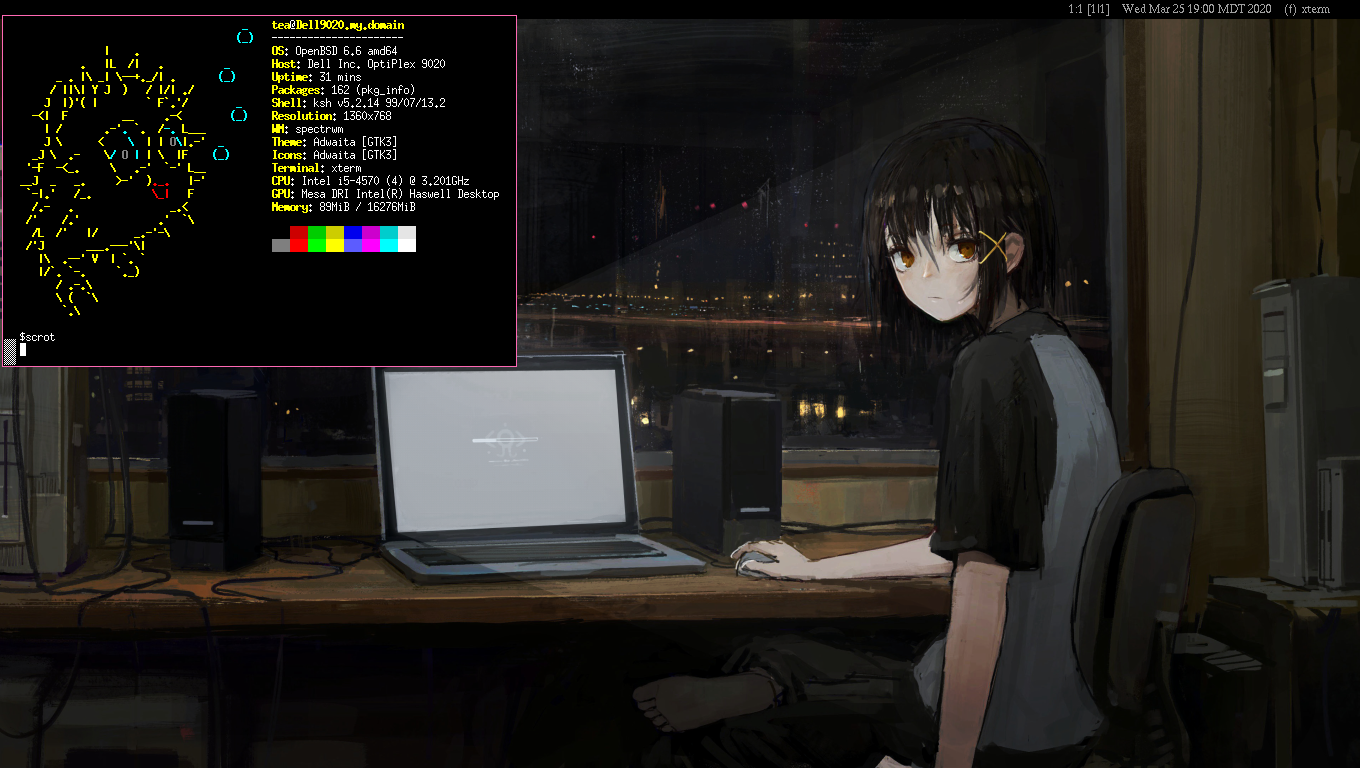 1:1 [1|1] Wed Mar 25 19:00 MDT 2020 (f) xterm
tea@Dell9020.my.domain
----------------------
OS: OpenBSD 6.6 amd64
Host: Dell Inc. OptiPlex 9020
Uptime: 31 mins
Packages: 162 (pkg_info)
Shell: ksh v5.2.14 99/07/13.2
Resolution: 1360x768
WM: spectrwm
Theme: Adwaita [GTK3]
Icons: Adwaita [GTK3]
Terminal: xterm
CPU: Intel i5-4570 (4) @ 3.201GHz
GPU: Mesa DRI Intel(R) Haswell Desktop
Memory: 89MiB / 16276MiB
$scrot